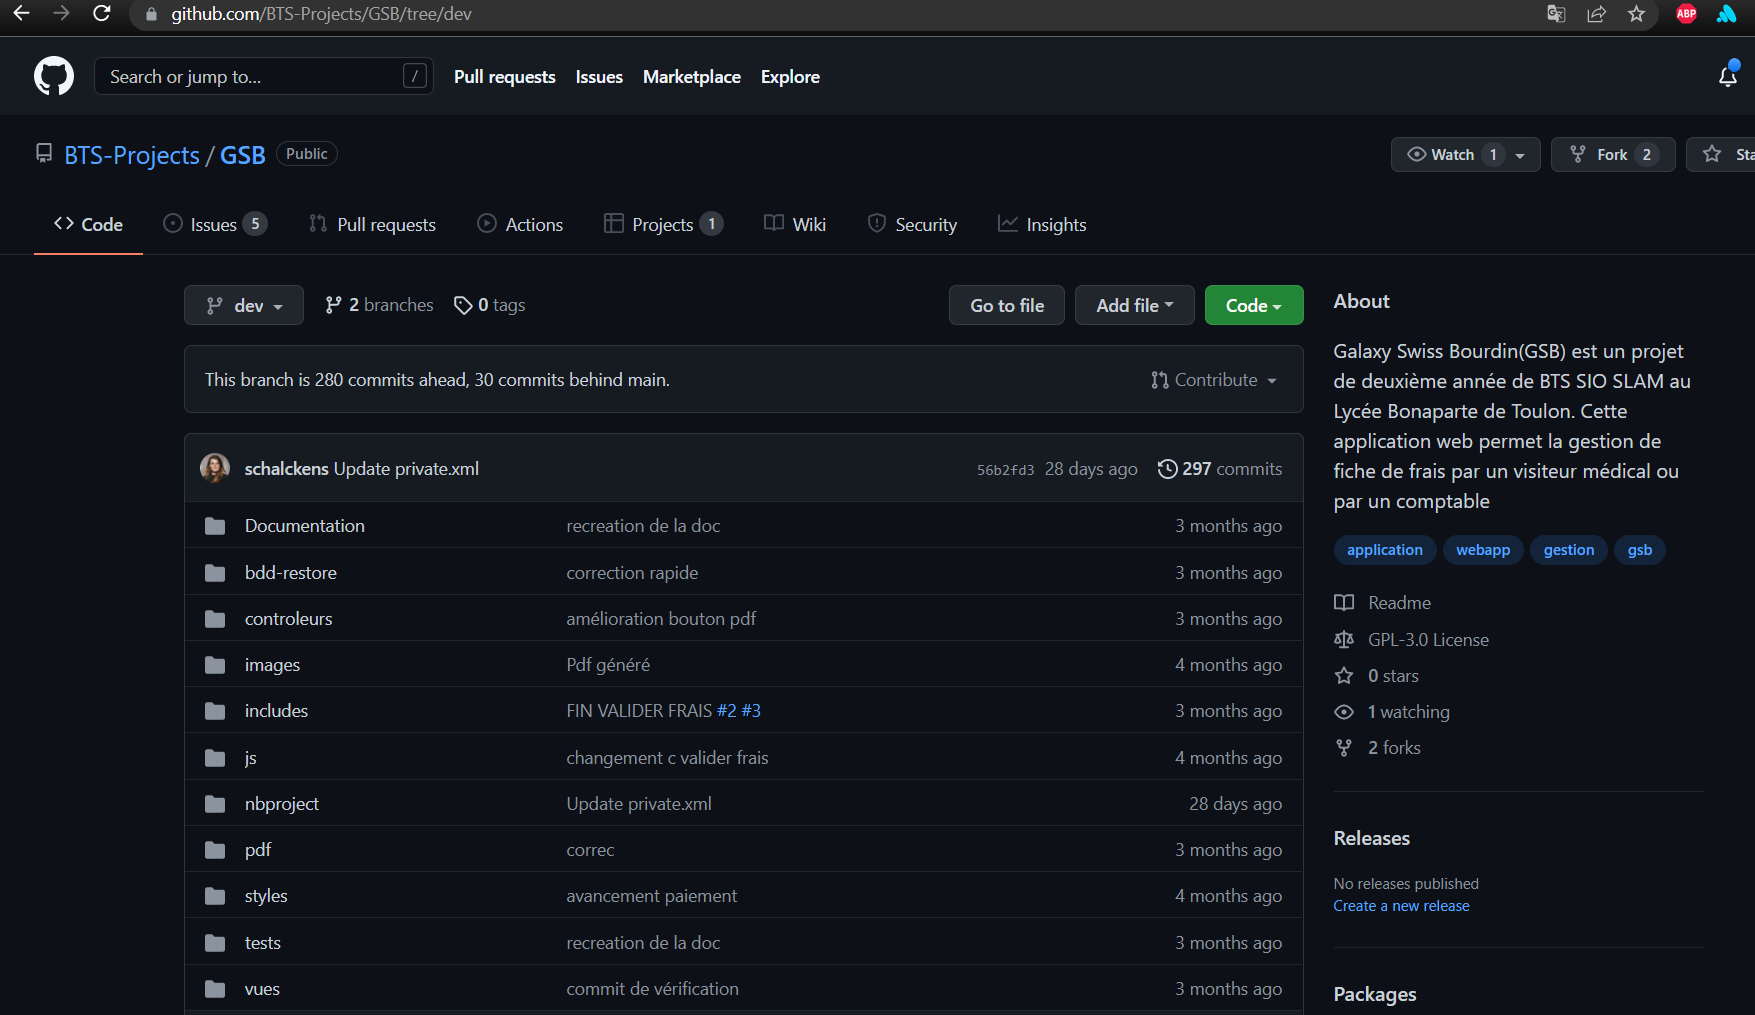 github.com/BTS-Projects/GSB/tree/dev
ABP
Search or jump to... /
Pull requests Issues Marketplace Explore
BTS-Projects / GSB Public
Watch 1
Fork 2
Code
Issues 5
Pull requests
Actions
Projects 1
Wiki
Security
Insights
dev
2 branches
0 tags
Go to file
Add file
Code
This branch is 280 commits ahead, 30 commits behind main.
Contribute
schalckens Update private.xml 56b2fd3 28 days ago 297 commits
Documentation recreation de la doc 3 months ago
bdd-restore correction rapide 3 months ago
controleurs amélioration bouton pdf 3 months ago
images Pdf généré 4 months ago
includes FIN VALIDER FRAIS #2 #3 3 months ago
js changement c valider frais 4 months ago
nbproject Update private.xml 28 days ago
pdf correc 3 months ago
styles avancement paiement 4 months ago
tests recreation de la doc 3 months ago
vues commit de vérification 3 months ago
About
Galaxy Swiss Bourdin(GSB) est un projet
de deuxième année de BTS SIO SLAM au
Lycée Bonaparte de Toulon. Cette
application web permet la gestion de
fiche de frais par un visiteur médical ou
par un comptable
application webapp gestion gsb
Readme
GPL-3.0 License
0 stars
1 watching
2 forks
Releases
No releases published
Create a new release
Packages